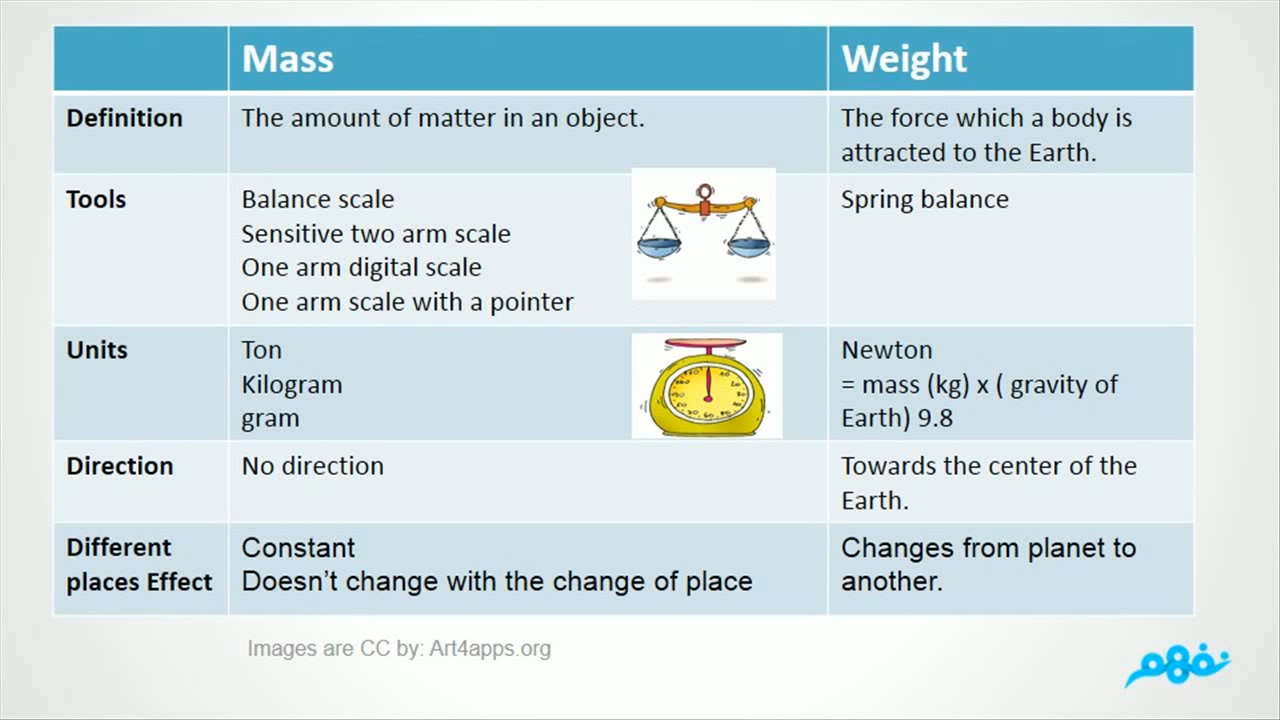 Mass
Weight
Definition
The amount of matter in an object.
The force which a body is
attracted to the Earth.
Tools
Balance scale
Sensitive two arm scale
One arm digital scale
One arm scale with a pointer
Spring balance
Units
Ton
Kilogram
gram
Newton
= mass (kg) x ( gravity of
Earth) 9.8
Direction
No direction
Towards the center of the
Earth.
Different
places Effect
Constant
Doesn’t change with the change of place
Changes from planet to
another.
Images are CC by: Art4apps.org
نفهم